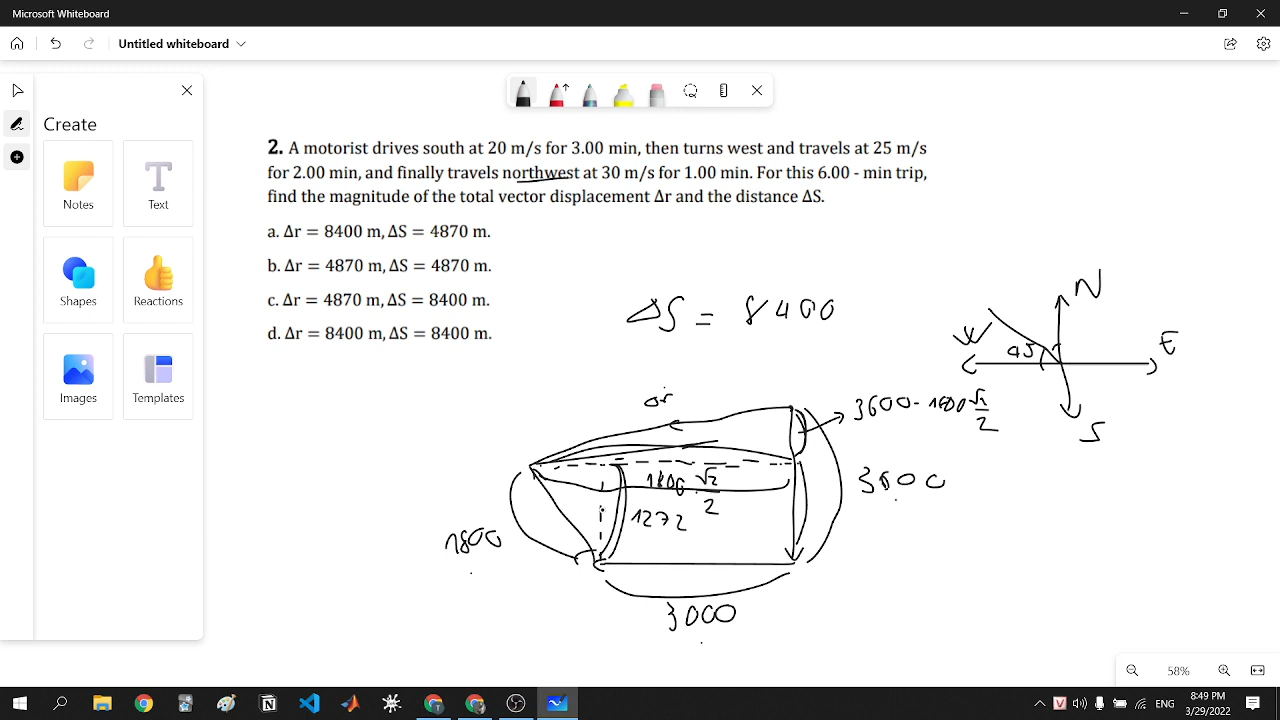 Microsoft Whiteboard
Untitled whiteboard
Create
Notes
Text
Shapes
Reactions
Images
Templates
2. A motorist drives south at 20 m/s for 3.00 min, then turns west and travels at 25 m/s
for 2.00 min, and finally travels northwest at 30 m/s for 1.00 min. For this 6.00 - min trip,
find the magnitude of the total vector displacement Δr and the distance ΔS.
a. Δr = 8400 m, ΔS = 4870 m.
b. Δr = 4870 m, ΔS = 4870 m.
c. Δr = 4870 m, ΔS = 8400 m.
d. Δr = 8400 m, ΔS = 8400 m.
ΔS = 8400
N
W
E
45
S
Δr
3600 - 1800 √2/2
1800 √2/2
3600
1272
1800
3000
58%
8:49 PM
3/29/2022